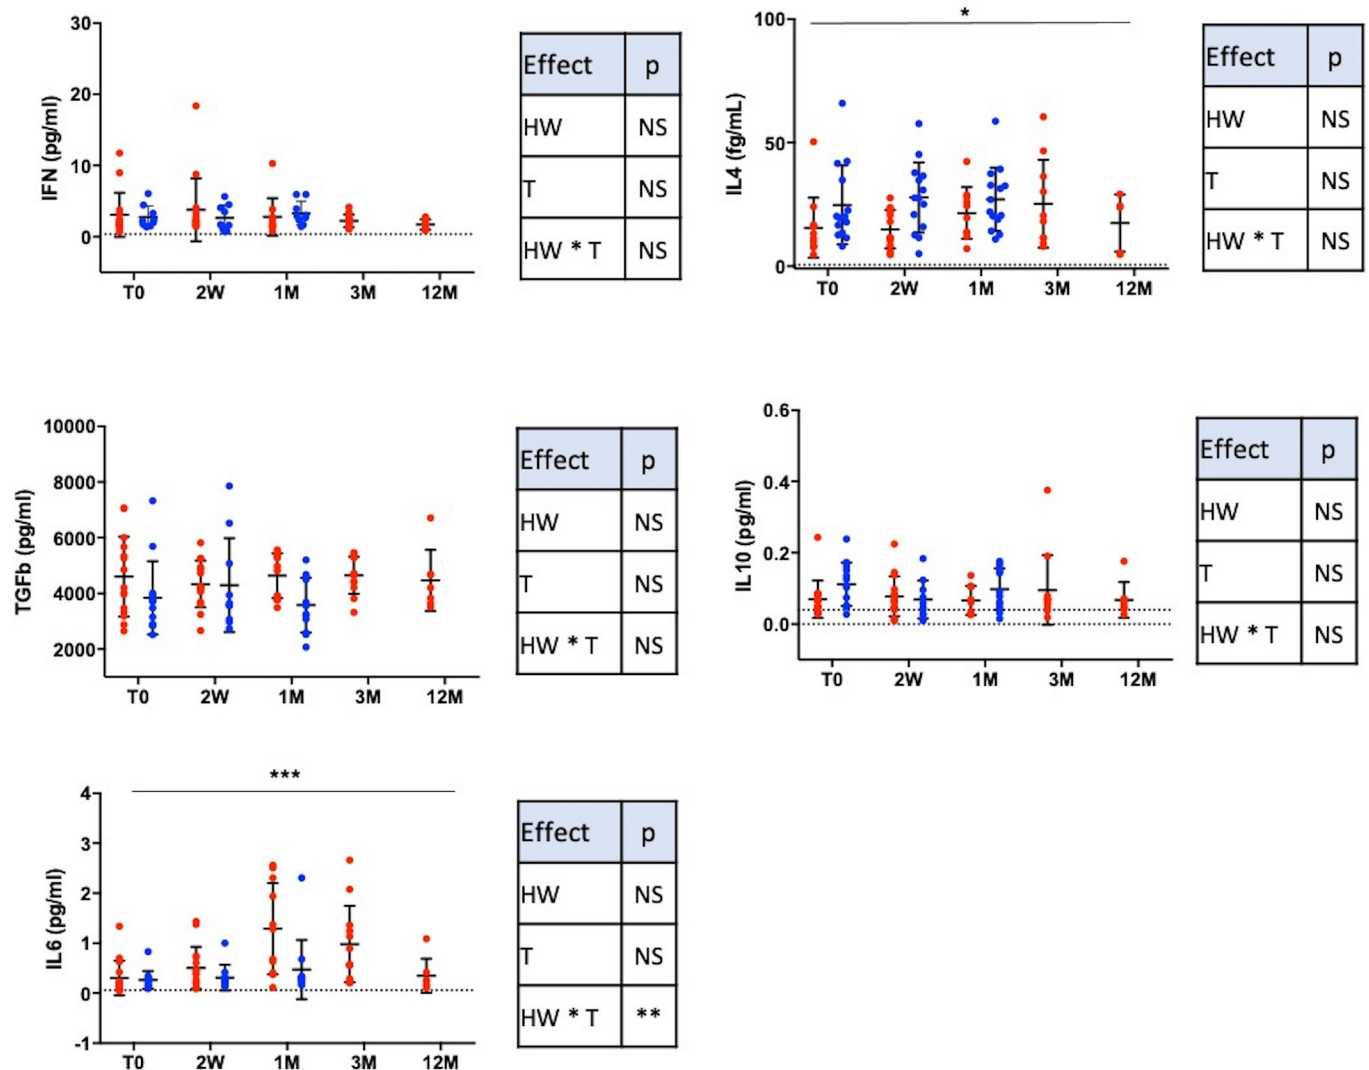 30
20
10
0
IFN (pg/ml)
T0 2W 1M 3M 12M
Effect p
HW NS
T NS
HW * T NS
*
100
50
0
IL4 (fg/mL)
T0 2W 1M 3M 12M
Effect p
HW NS
T NS
HW * T NS
10000
8000
6000
4000
2000
TGFb (pg/ml)
T0 2W 1M 3M 12M
Effect p
HW NS
T NS
HW * T NS
0.6
0.4
0.2
0.0
IL10 (pg/ml)
T0 2W 1M 3M 12M
Effect p
HW NS
T NS
HW * T NS
***
4
3
2
1
0
-1
IL6 (pg/ml)
T0 2W 1M 3M 12M
Effect p
HW NS
T NS
HW * T **